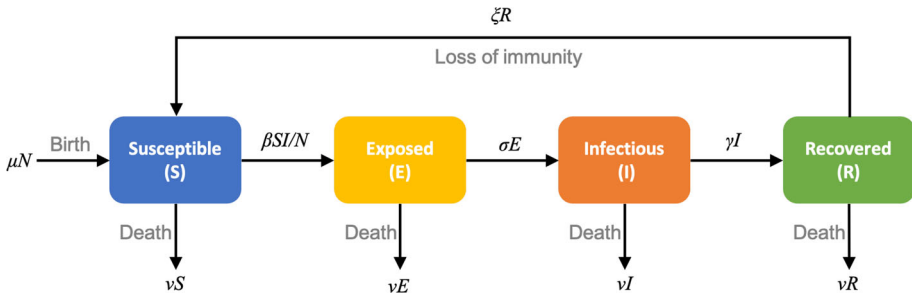 ξR
Loss of immunity
μN
Birth
Susceptible
(S)
βSI/N
Exposed
(E)
σE
Infectious
(I)
γI
Recovered
(R)
Death
Death
Death
Death
νS
νE
νI
νR